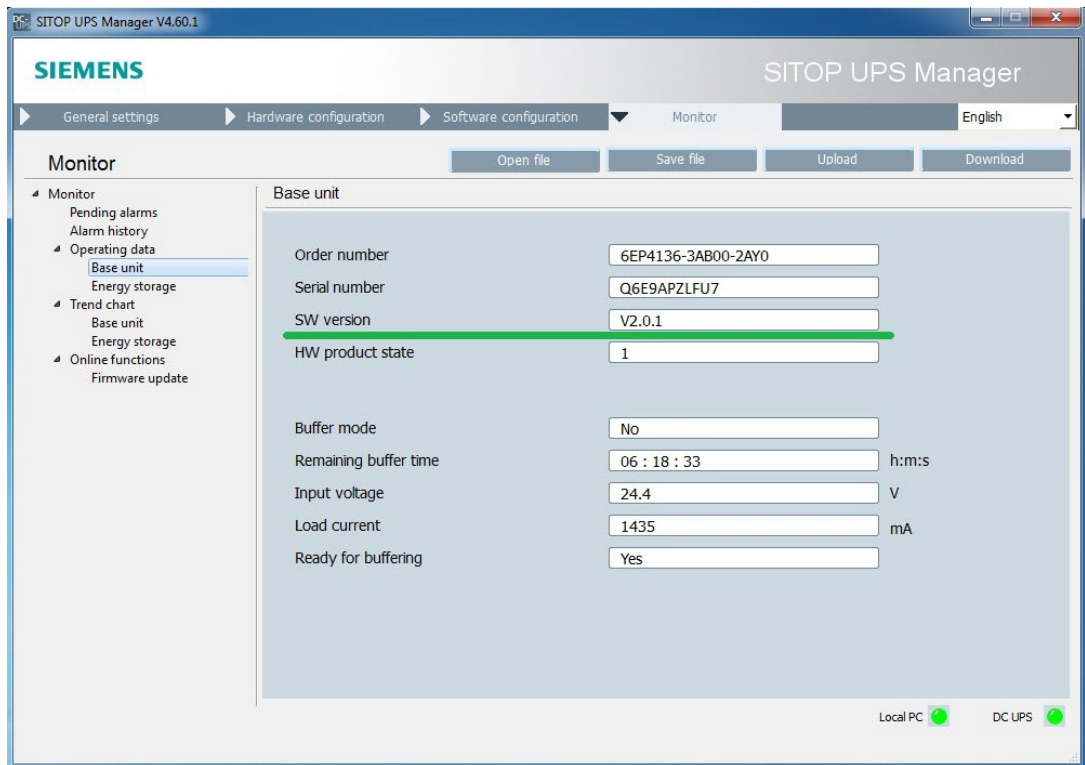 SITOP UPS Manager V4.60.1
SIEMENS
SITOP UPS Manager
General settings Hardware configuration Software configuration Monitor English
Monitor Open file Save file Upload Download
Monitor
Pending alarms
Alarm history
Operating data
Base unit
Energy storage
Trend chart
Base unit
Energy storage
Online functions
Firmware update
Base unit
Order number 6EP4136-3AB00-2AY0
Serial number Q6E9APZLFU7
SW version V2.0.1
HW product state 1
Buffer mode No
Remaining buffer time 06 : 18 : 33 h:m:s
Input voltage 24.4 V
Load current 1435 mA
Ready for buffering Yes
Local PC DC UPS